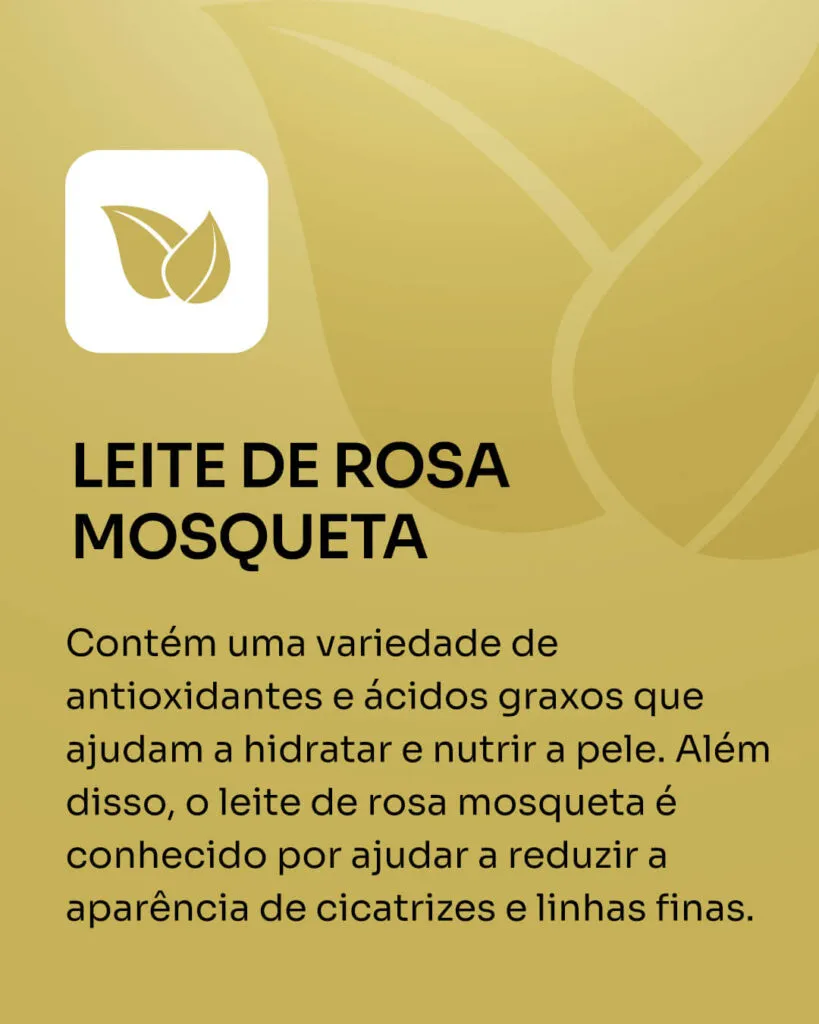 LEITE DE ROSA
MOSQUETA
Contém uma variedade de
antioxidantes e ácidos graxos que
ajudam a hidratar e nutrir a pele. Além
disso, o leite de rosa mosqueta é
conhecido por ajudar a reduzir a
aparência de cicatrizes e linhas finas.